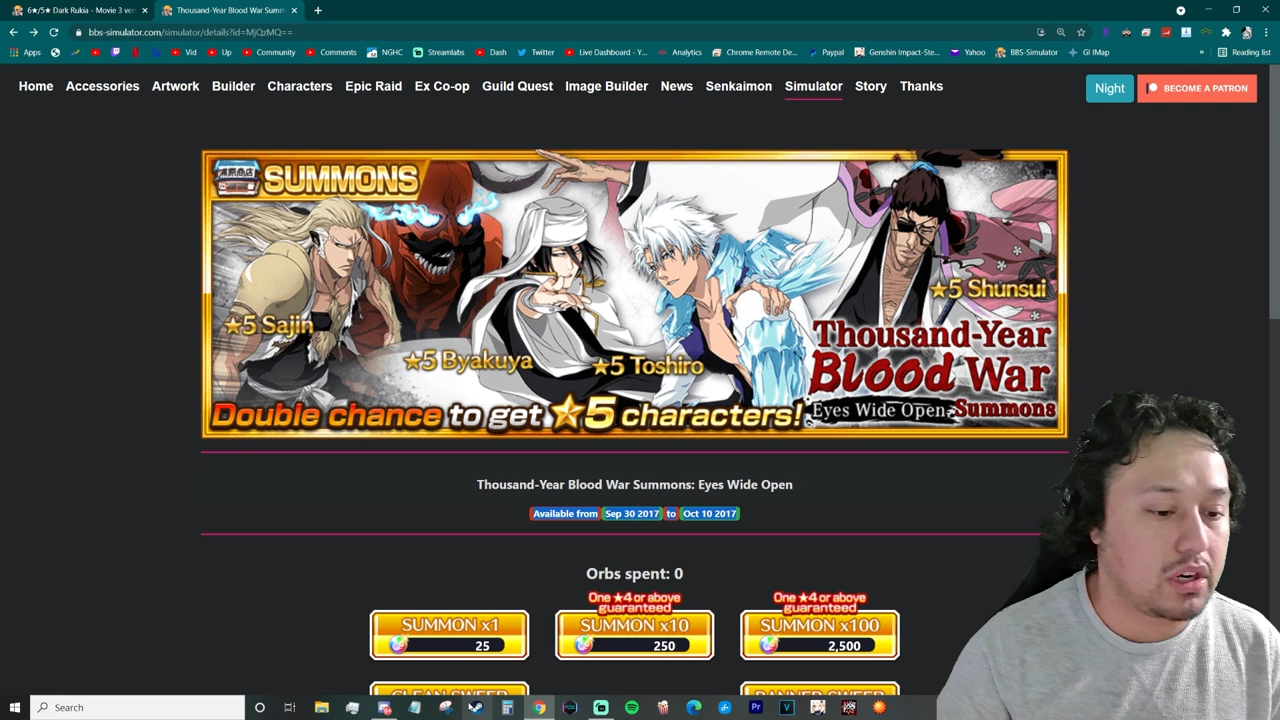 6★/5★ Dark Rukia - Movie 3 ver
Thousand-Year Blood War Summ
bbs-simulator.com/simulator/details?id=MjQzMQ==
Apps
Vid
Up
Community
Comments
NGHC
Streamlabs
Dash
Twitter
Live Dashboard - Y...
Analytics
Chrome Remote De...
Paypal
Genshin Impact-Ste...
Yahoo
BBS-Simulator
GI IMap
»
Reading list
Home
Accessories
Artwork
Builder
Characters
Epic Raid
Ex Co-op
Guild Quest
Image Builder
News
Senkaimon
Simulator
Story
Thanks
Night
BECOME A PATRON
SUMMONS
★5 Sajin
★5 Byakuya
★5 Toshiro
★5 Shunsui
Thousand-Year
Blood War
Eyes Wide Open Summons
Double chance to get ★5 characters!
Thousand-Year Blood War Summons: Eyes Wide Open
Available from Sep 30 2017 to Oct 10 2017
Orbs spent: 0
SUMMON x1
25
One ★4 or above
guaranteed
SUMMON x10
250
One ★4 or above
guaranteed
SUMMON x100
2,500
CLEAN SWEEP
BANNER SWEEP
Search